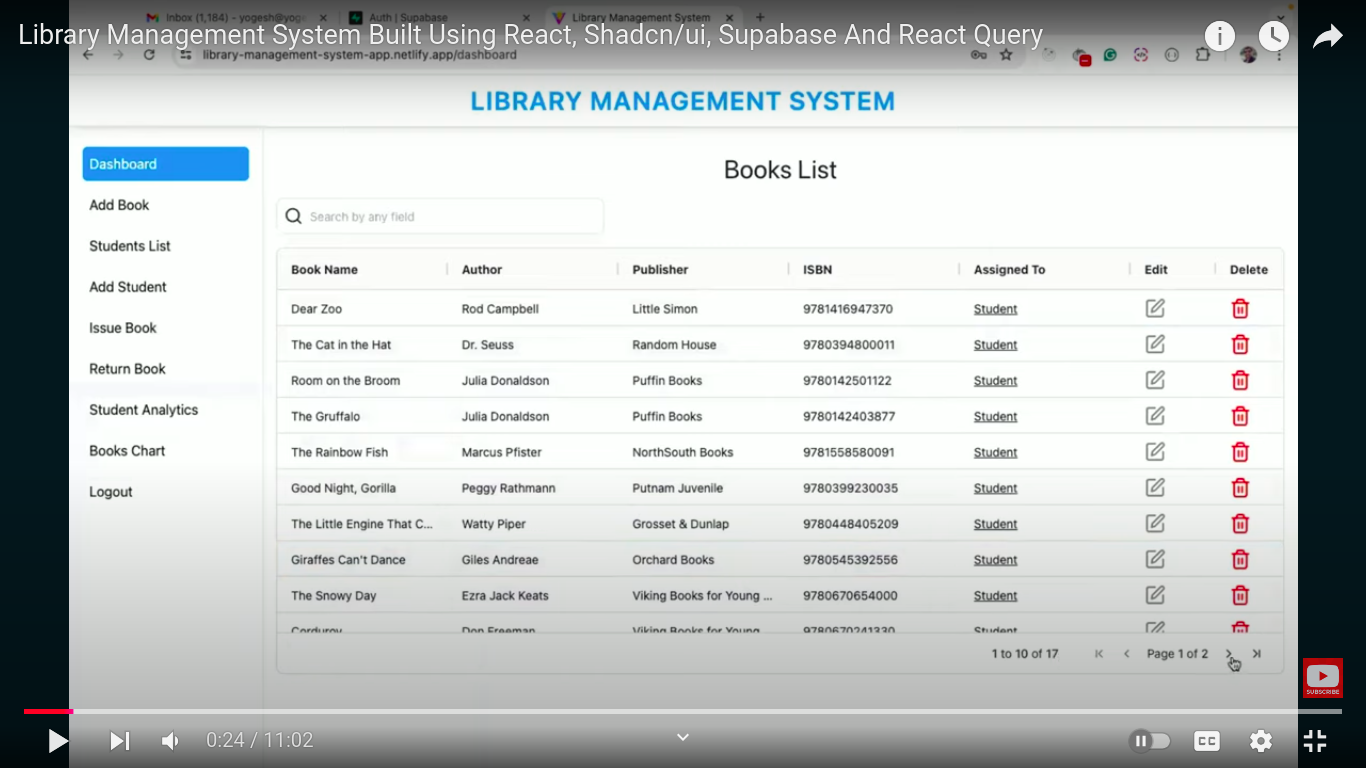 Inbox (1,184) - yogesh@yog
Auth | Supabase
Library Management System
Library Management System Built Using React, Shadcn/ui, Supabase And React Query
library-management-system-app.netlify.app/dashboard
LIBRARY MANAGEMENT SYSTEM
Dashboard
Add Book
Students List
Add Student
Issue Book
Return Book
Student Analytics
Books Chart
Logout
Books List
Search by any field
Book Name Author Publisher ISBN Assigned To Edit Delete
Dear Zoo Rod Campbell Little Simon 9781416947370 Student
The Cat in the Hat Dr. Seuss Random House 9780394800011 Student
Room on the Broom Julia Donaldson Puffin Books 9780142501122 Student
The Gruffalo Julia Donaldson Puffin Books 9780142403877 Student
The Rainbow Fish Marcus Pfister NorthSouth Books 9781558580091 Student
Good Night, Gorilla Peggy Rathmann Putnam Juvenile 9780399230035 Student
The Little Engine That C... Watty Piper Grosset & Dunlap 9780448405209 Student
Giraffes Can't Dance Giles Andreae Orchard Books 9780545392556 Student
The Snowy Day Ezra Jack Keats Viking Books for Young ... 9780670654000 Student
Corduroy Don Freeman Viking Books for Young 9780670241330 Student
1 to 10 of 17 Page 1 of 2
SUBSCRIBE
0:24 / 11:02
CC